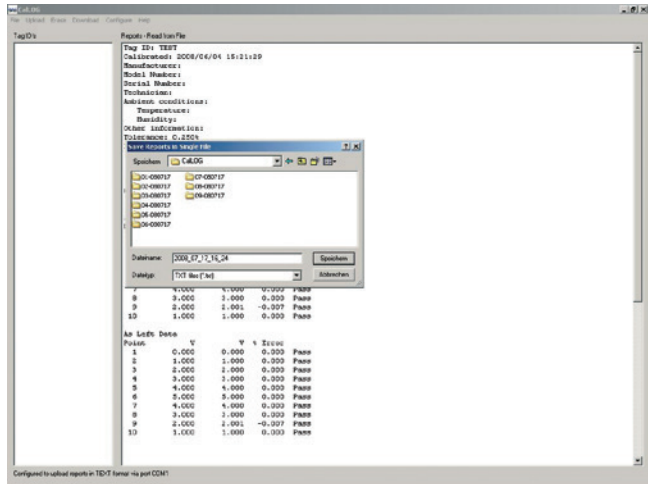 CalLOG
File Upload Erase Download Configure Help
Tag ID's
Reports - Read from File
Tag ID: TEST
Calibrated: 2008/06/04 15:21:29
Manufacturer:
Model Number:
Serial Number:
Technician:
Ambient conditions:
Temperature:
Humidity:
Other information:
Tolerance: 0.250%
Save Reports in Single File
Speichern CalLOG
01-080717 07-080717
02-080717 08-080717
03-080717 09-080717
04-080717
05-080717
06-080717
Dateiname: 2008_07_17_16_24 Speichern
Dateityp: TXT files (*.txt) Abbrechen
7 4.000 4.000 0.000 Pass
8 3.000 3.000 0.000 Pass
9 2.000 2.001 -0.007 Pass
10 1.000 1.000 0.000 Pass
As Left Data
Point V V % Error
1 0.000 0.000 0.000 Pass
2 1.000 1.000 0.000 Pass
3 2.000 2.000 0.000 Pass
4 3.000 3.000 0.000 Pass
5 4.000 4.000 0.000 Pass
6 5.000 5.000 0.000 Pass
7 4.000 4.000 0.000 Pass
8 3.000 3.000 0.000 Pass
9 2.000 2.001 -0.007 Pass
10 1.000 1.000 0.000 Pass
Configured to upload reports in TEXT format via port COM1